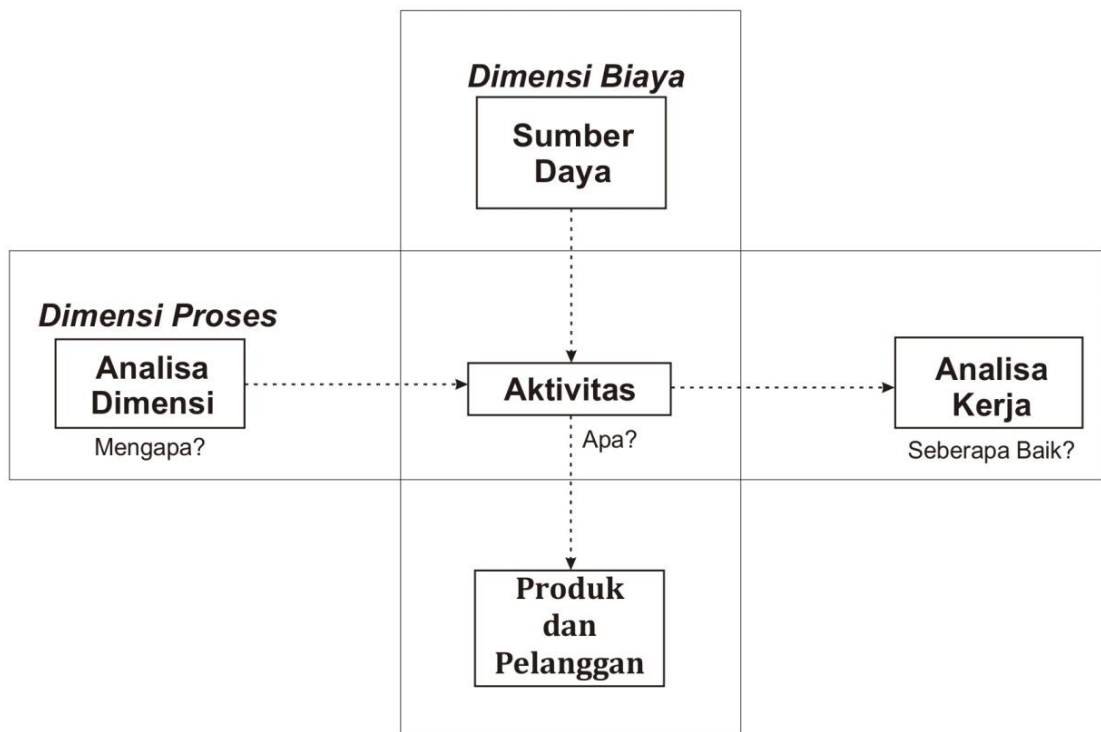 Dimensi Biaya
Sumber
Daya
Dimensi Proses
Analisa
Dimensi
Mengapa?
Aktivitas
Apa?
Analisa
Kerja
Seberapa Baik?
Produk
dan
Pelanggan